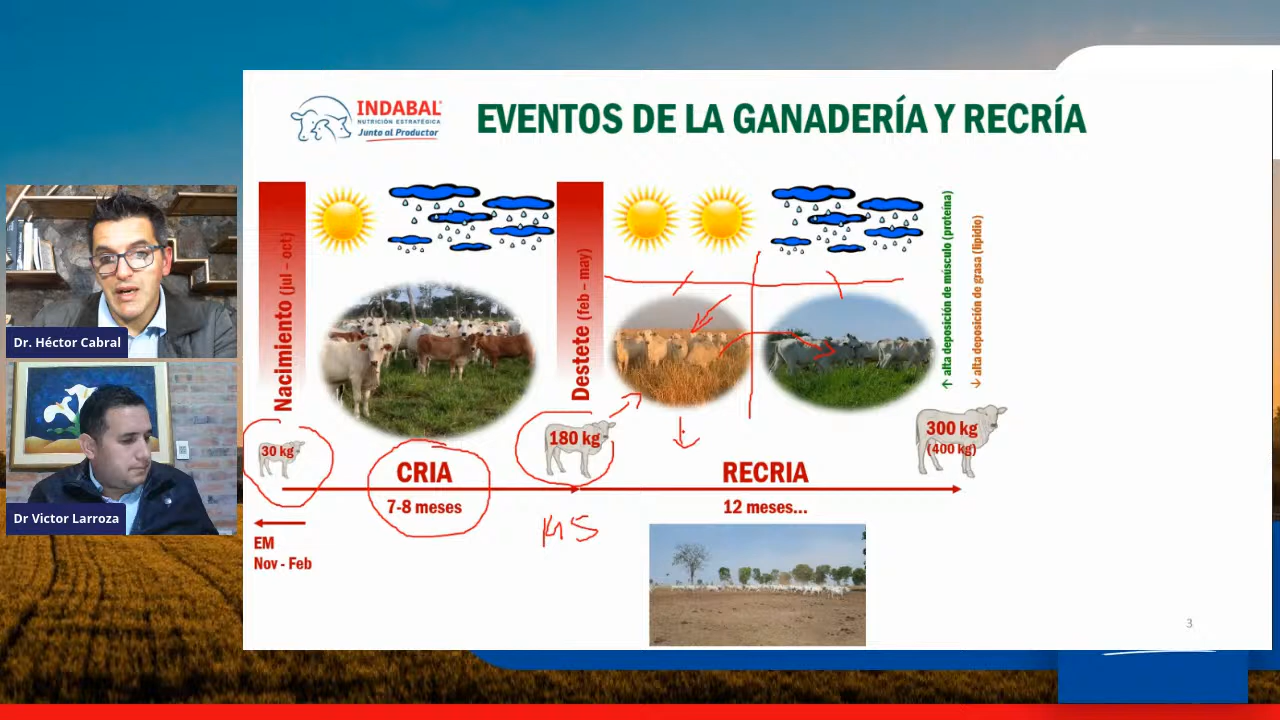 INDABAL
NUTRICIÓN ESTRATÉGICA
Junto al Productor
EVENTOS DE LA GANADERÍA Y RECRÍA
Nacimiento (jul – oct)
Destete (feb – may)
↑ alta deposición de músculo (proteína)
↓ alta deposición de grasa (lipidio)
Dr. Héctor Cabral
Dr Victor Larroza
30 kg
180 kg
300 kg
(400 kg)
CRIA
7-8 meses
RECRIA
12 meses...
145
EM
Nov - Feb
3